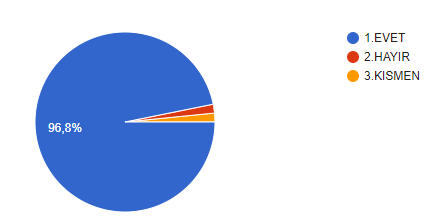 1.EVET
2.HAYIR
3.KISMEN
96,8%